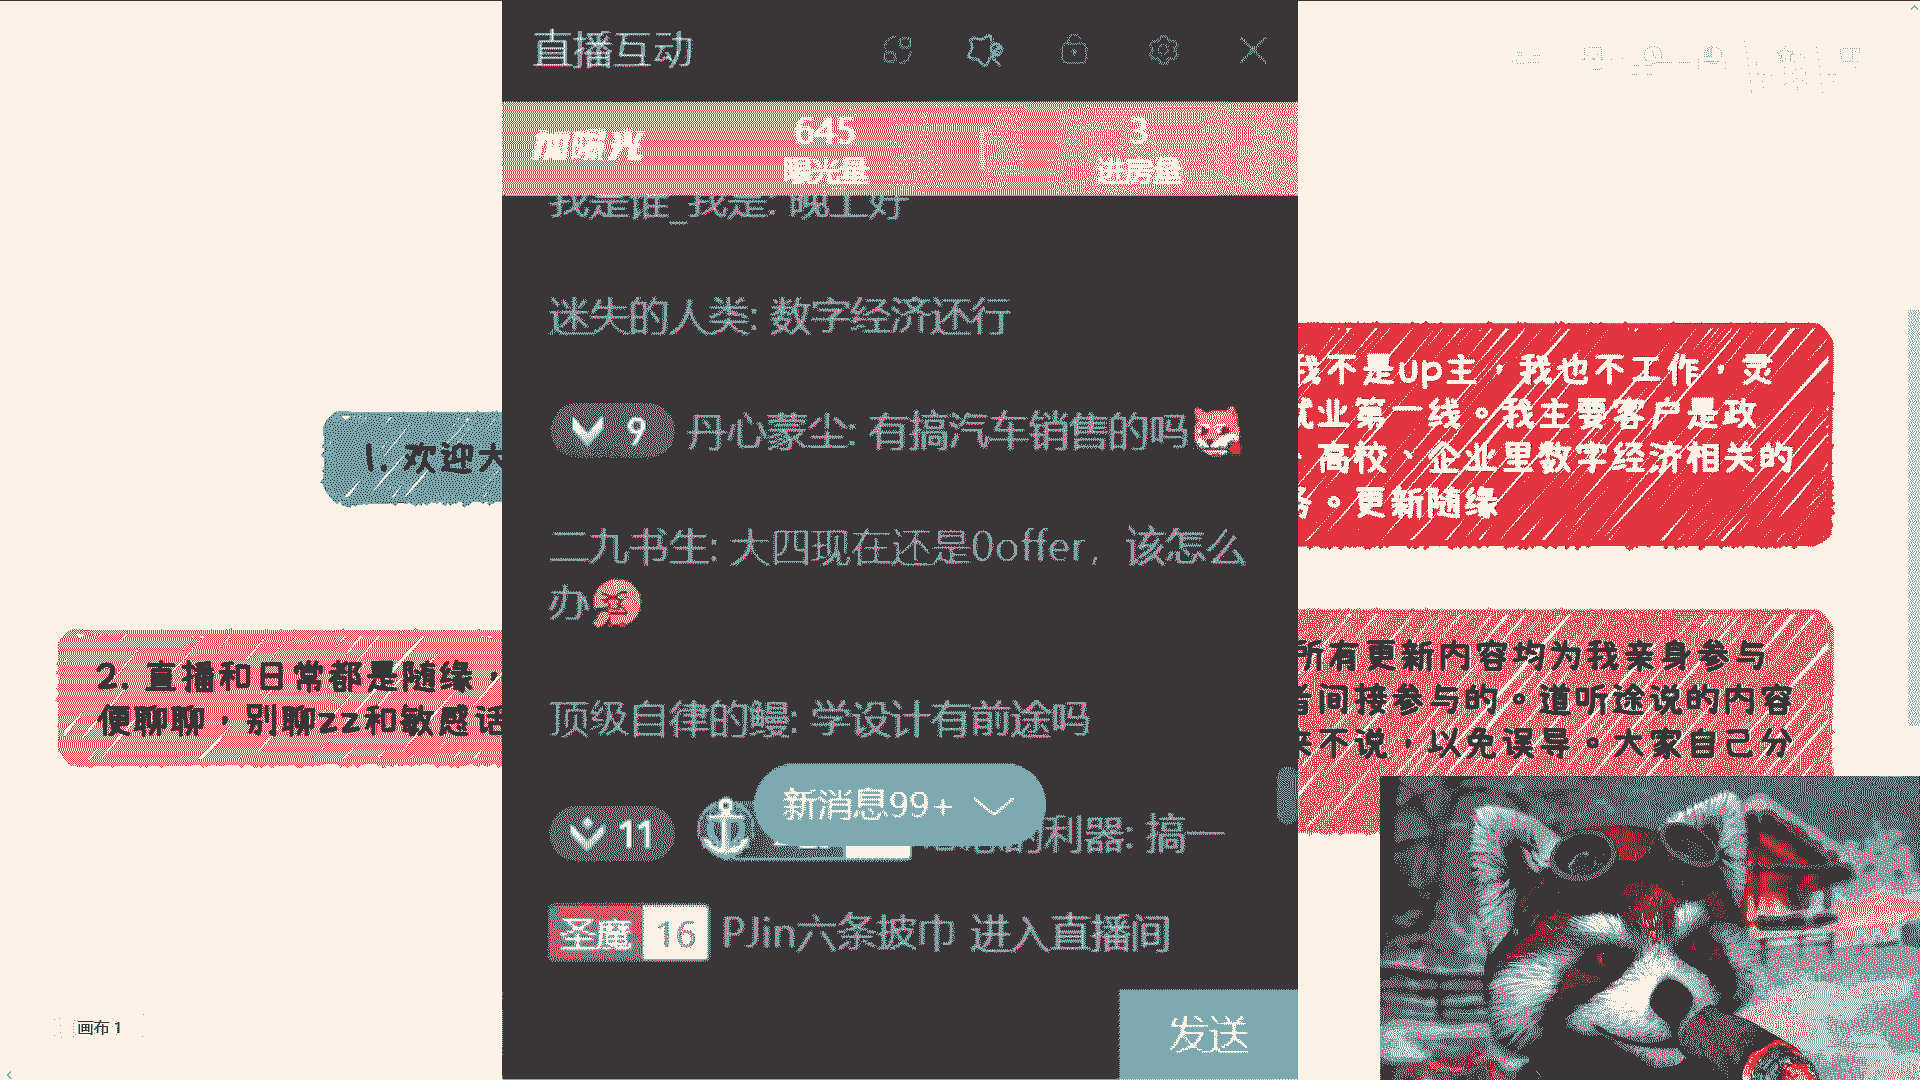 直播互动
加曝光
645
曝光量
3
进房量
我是谁_我是: 晚上好
迷失的人类: 数字经济还行
9 丹心蒙尘: 有搞汽车销售的吗
二九书生: 大四现在还是0offer，该怎么
办
顶级自律的鳗: 学设计有前途吗
新消息99+
11 的利器: 搞一
圣魔 16 PJin六条披巾 进入直播间
发送
1. 欢迎大
2. 直播和日常都是随缘，
便聊聊，别聊zz和敏感话
我不是up主，我也不工作，灵
就业第一线。我主要客户是政
、高校、企业里数字经济相关的
务。更新随缘
所有更新内容均为我亲身参与
者间接参与的。道听途说的内容
来不说，以免误导。大家自己分
画布 1